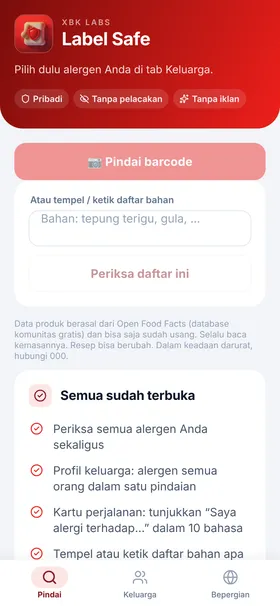 XBK LABS
Label Safe
Pilih dulu alergen Anda di tab Keluarga.
Pribadi
Tanpa pelacakan
Tanpa iklan
Pindai barcode
Atau tempel / ketik daftar bahan
Bahan: tepung terigu, gula, ...
Periksa daftar ini
Data produk berasal dari Open Food Facts (database
komunitas gratis) dan bisa saja sudah usang. Selalu baca
kemasannya. Resep bisa berubah. Dalam keadaan darurat,
hubungi 000.
Semua sudah terbuka
Periksa semua alergen Anda
sekaligus
Profil keluarga: alergen semua
orang dalam satu pindaian
Kartu perjalanan: tunjukkan “Saya
alergi terhadap…” dalam 10 bahasa
Tempel atau ketik daftar bahan apa
Pindai
Keluarga
Bepergian